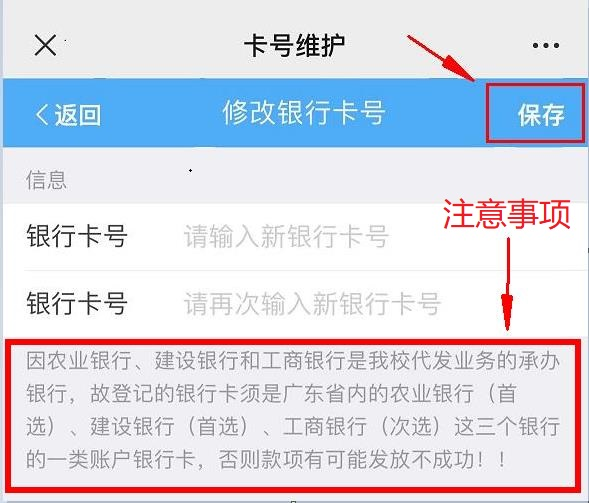 卡号维护
返回
修改银行卡号
保存
信息
注意事项
银行卡号
请输入新银行卡号
银行卡号
请再次输入新银行卡号
因农业银行、建设银行和工商银行是我校代发业务的承办
银行，故登记的银行卡须是广东省内的农业银行（首
选）、建设银行（首选）、工商银行（次选）这三个银行
的一类账户银行卡，否则款项有可能发放不成功！！